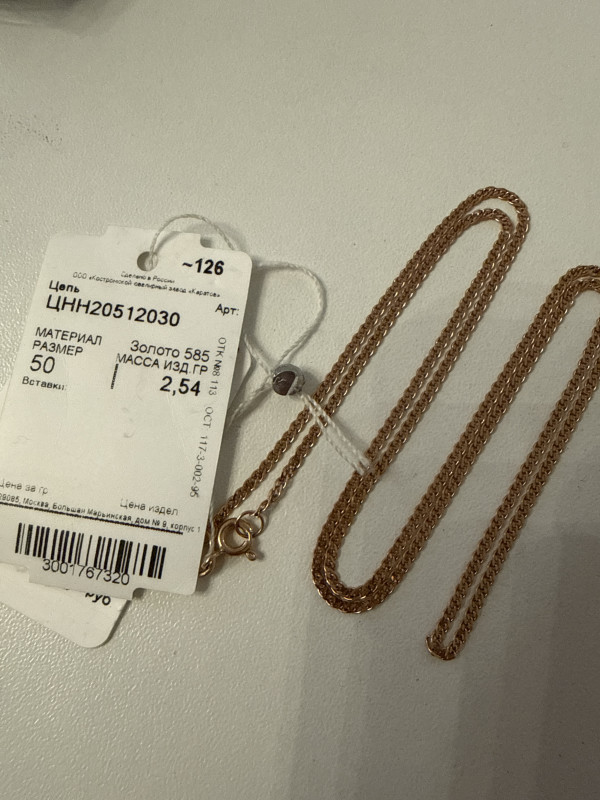 ~126
Сделано в России
ООО «Костромской ювелирный завод «Каратов»
Цепь
Арт:
ЦНН20512030
МАТЕРИАЛ Золото 585
РАЗМЕР МАССА ИЗД.ГР
50 2,54
Вставки:
ОТК №8 113 ОСТ 117-3-002-95
Цена за гр Цена издел
Москва, Большая Марьинская, дом № 9, корпус 1
3001767320
руб